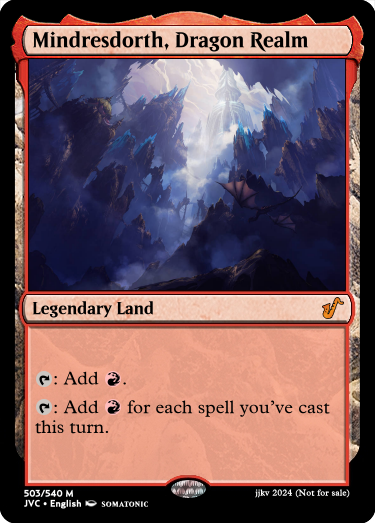 Mindresdorth, Dragon Realm
Legendary Land
: Add .
: Add for each spell you've cast
this turn.
503/540 M
JVC • English SOMATONIC
jjkv 2024 (Not for sale)